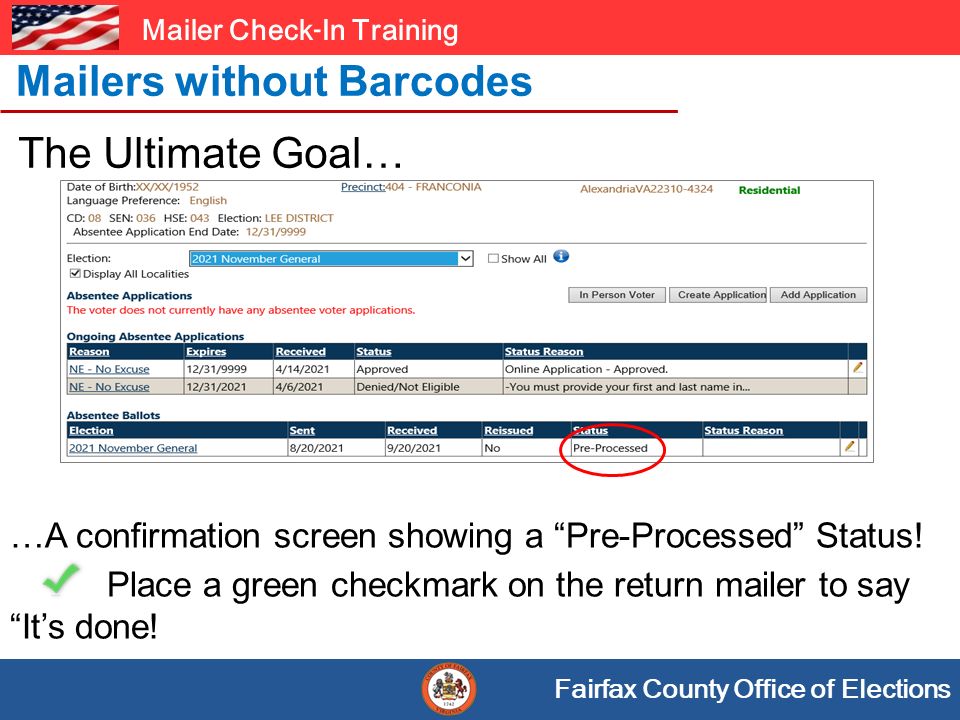 Mailer Check-In Training
Mailers without Barcodes
The Ultimate Goal…
Date of Birth:XX/XX/1952 Precinct:404 - FRANCONIA AlexandriaVA22310-4324 Residential
Language Preference: English
CD: 08 SEN: 036 HSE: 043 Election: LEE DISTRICT
Absentee Application End Date: 12/31/9999
Election: 2021 November General Show All i
Display All Localities
Absentee Applications In Person Voter Create Application Add Application
The voter does not currently have any absentee voter applications.
Ongoing Absentee Applications
Reason Expires Received Status Status Reason
NE - No Excuse 12/31/9999 4/14/2021 Approved Online Application - Approved.
NE - No Excuse 12/31/2021 4/6/2021 Denied/Not Eligible -You must provide your first and last name in...
Absentee Ballots
Election Sent Received Reissued Status Status Reason
2021 November General 8/20/2021 9/20/2021 No Pre-Processed
…A confirmation screen showing a “Pre-Processed” Status!
Place a green checkmark on the return mailer to say
“It’s done!
COUNTY OF FAIRFAX
1742
VIRGINIA
Fairfax County Office of Elections